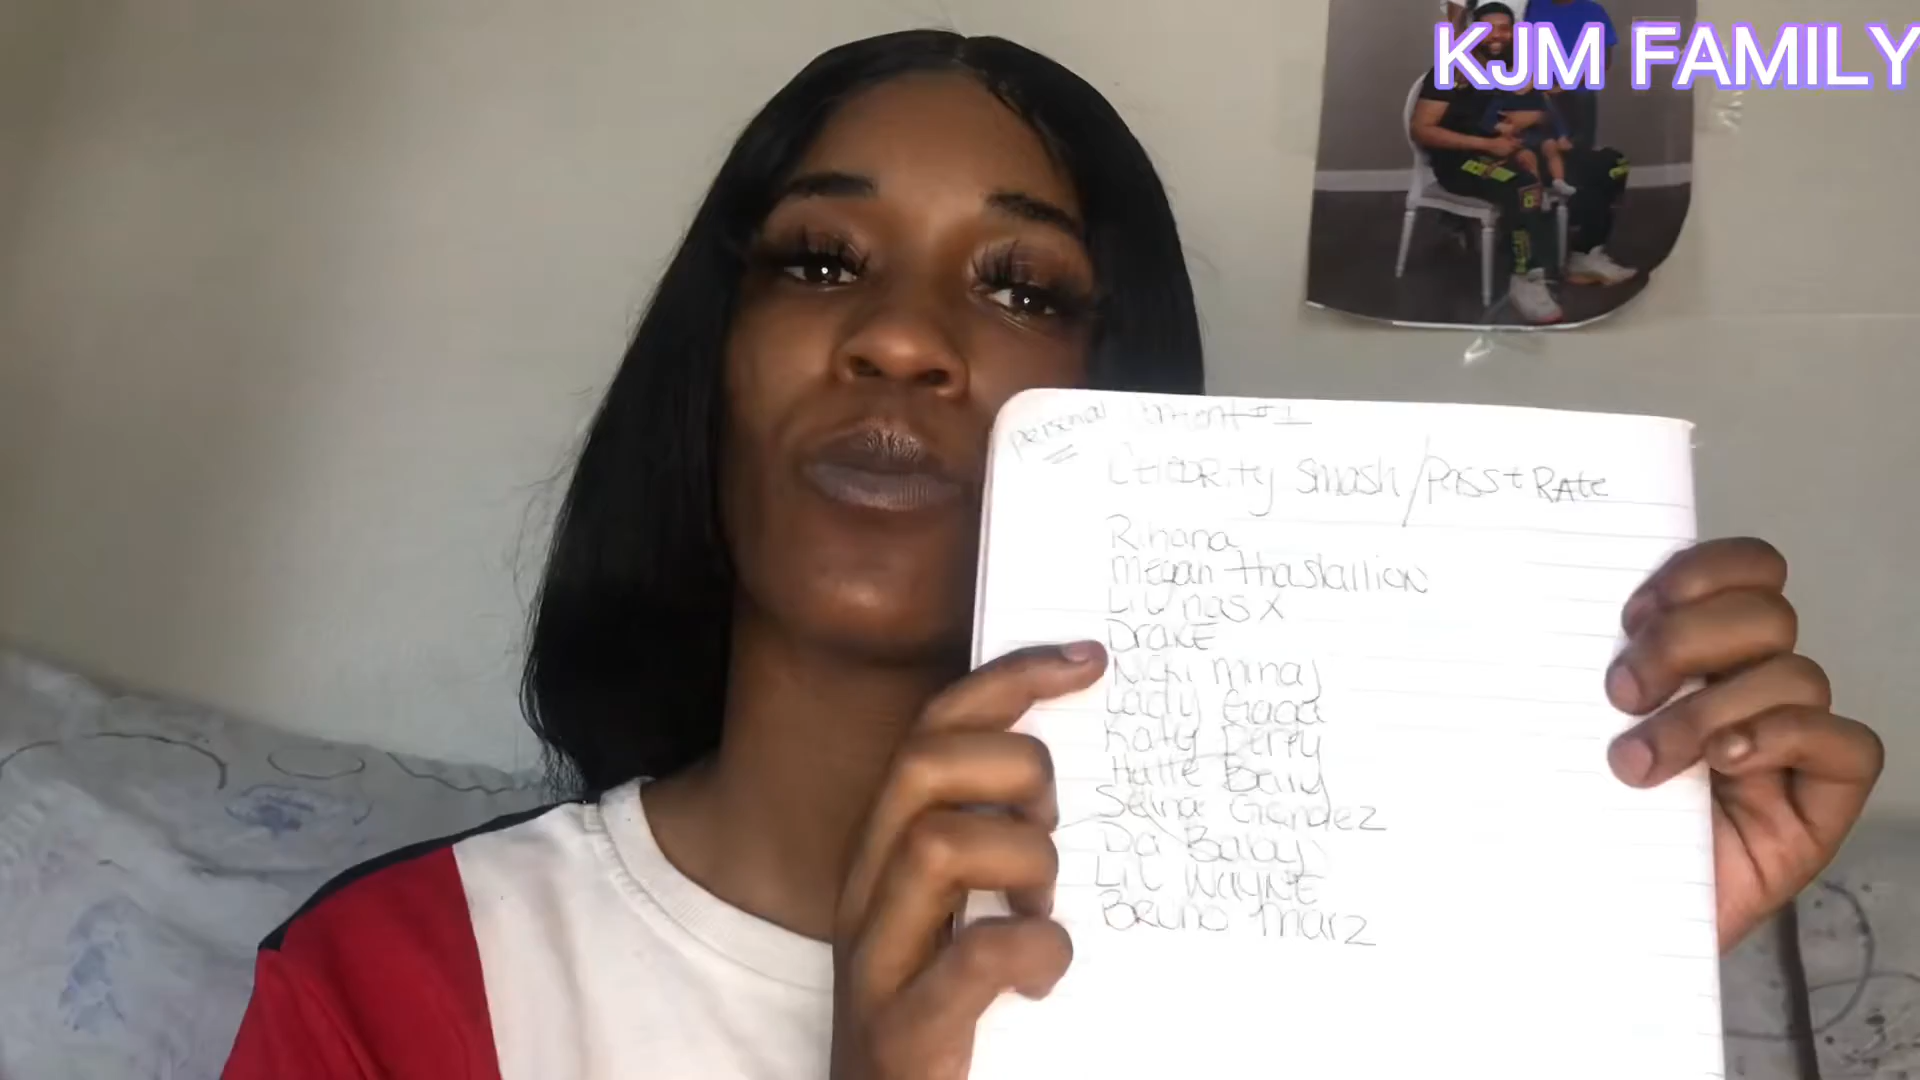 KJM FAMILY
personal Content #1
CELEBRITY Smash/Pass + RAte
Rihana
Megan thastallion
Lil nas x
DRAKE
Nicki minaj
Lady Gaga
Katy Perry
Halle Baily
Selina Gomdez
Da Baby
Lil WAYNE
BRUNO marz